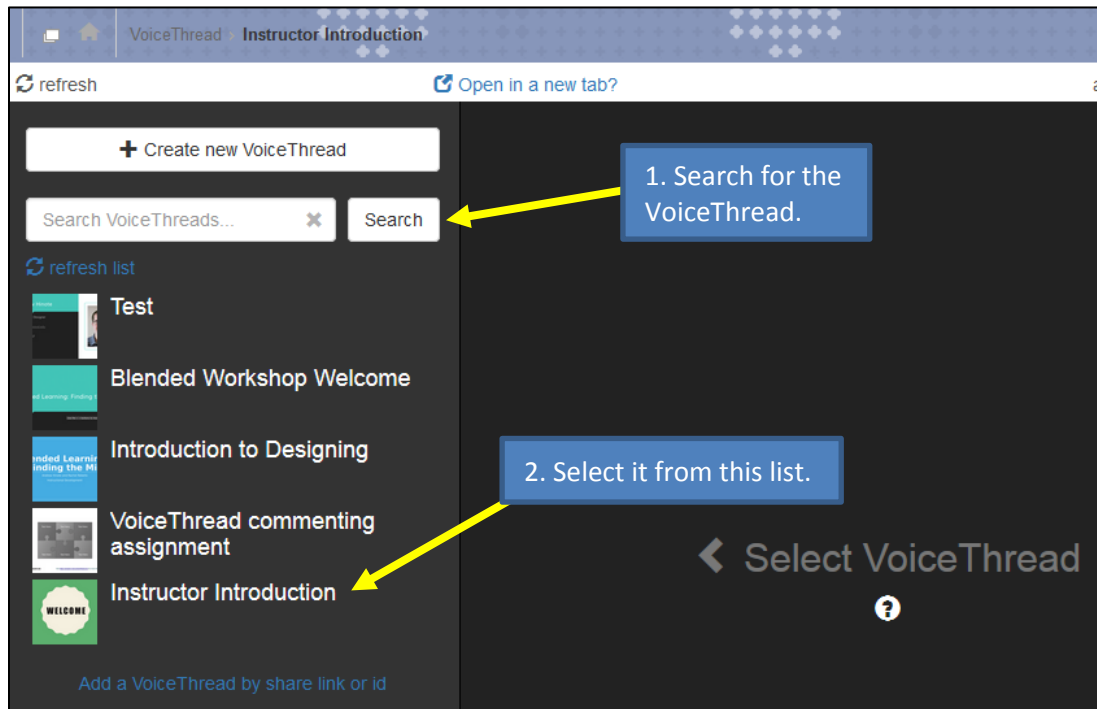 VoiceThread › Instructor Introduction
refresh
Open in a new tab?
Create new VoiceThread
1. Search for the
VoiceThread.
Search VoiceThreads...
Search
refresh list
Test
Blended Workshop Welcome
Introduction to Designing
2. Select it from this list.
VoiceThread commenting
assignment
Select VoiceThread
WELCOME
Instructor Introduction
Add a VoiceThread by share link or id